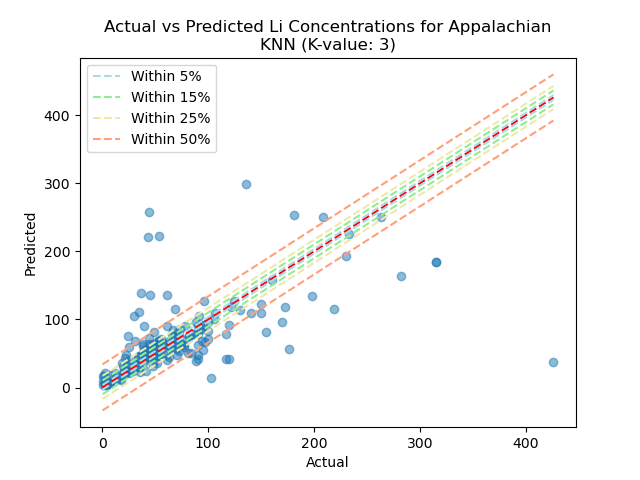 Actual vs Predicted Li Concentrations for Appalachian
KNN (K-value: 3)
Within 5%
Within 15%
Within 25%
Within 50%
Predicted
400
300
200
100
0
0 100 200 300 400
Actual